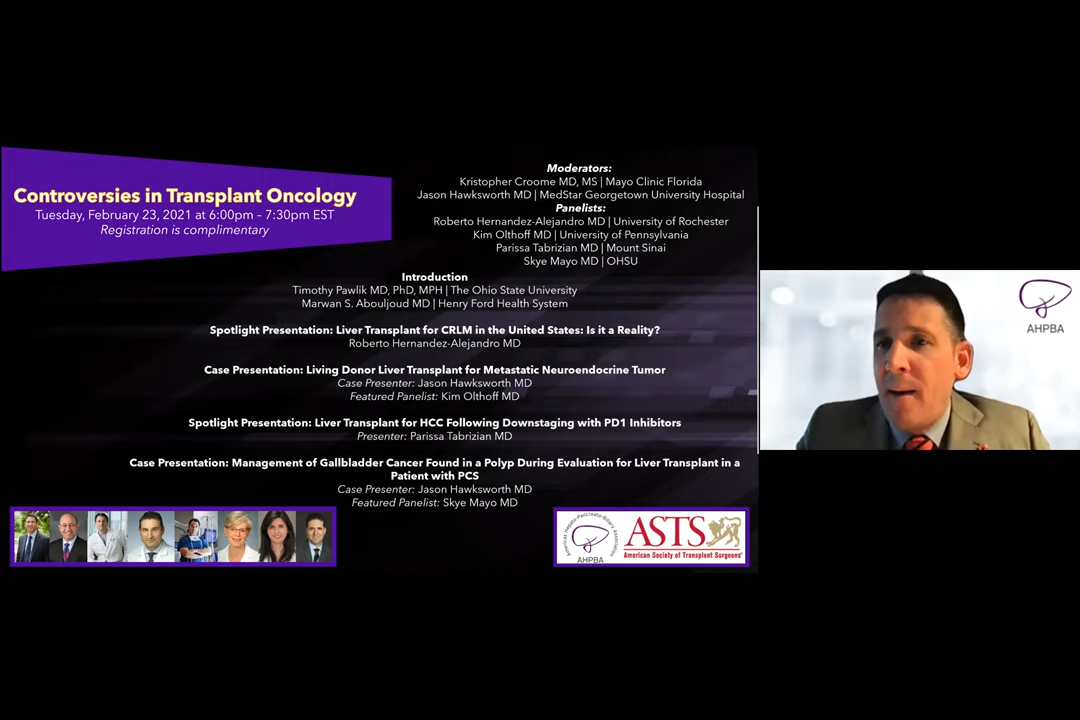 Controversies in Transplant Oncology
Tuesday, February 23, 2021 at 6:00pm – 7:30pm EST
Registration is complimentary
Moderators:
Kristopher Croome MD, MS | Mayo Clinic Florida
Jason Hawksworth MD | MedStar Georgetown University Hospital
Panelists:
Roberto Hernandez-Alejandro MD | University of Rochester
Kim Olthoff MD | University of Pennsylvania
Parissa Tabrizian MD | Mount Sinai
Skye Mayo MD | OHSU
Introduction
Timothy Pawlik MD, PhD, MPH | The Ohio State University
Marwan S. Abouljoud MD | Henry Ford Health System
Spotlight Presentation: Liver Transplant for CRLM in the United States: Is it a Reality?
Roberto Hernandez-Alejandro MD
Case Presentation: Living Donor Liver Transplant for Metastatic Neuroendocrine Tumor
Case Presenter: Jason Hawksworth MD
Featured Panelist: Kim Olthoff MD
Spotlight Presentation: Liver Transplant for HCC Following Downstaging with PD1 Inhibitors
Presenter: Parissa Tabrizian MD
Case Presentation: Management of Gallbladder Cancer Found in a Polyp During Evaluation for Liver Transplant in a
Patient with PCS
Case Presenter: Jason Hawksworth MD
Featured Panelist: Skye Mayo MD
Americas Hepato-Pancreato-Biliary Association
AHPBA
ASTS
American Society of Transplant Surgeons®
AHPBA